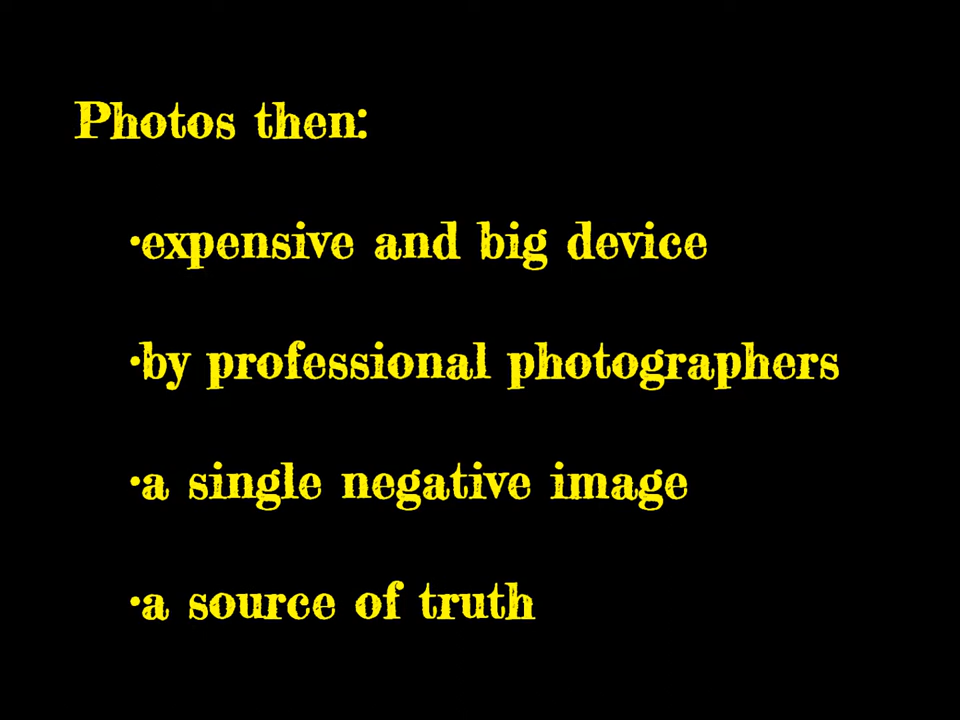 Photos then:
•expensive and big device
•by professional photographers
•a single negative image
•a source of truth